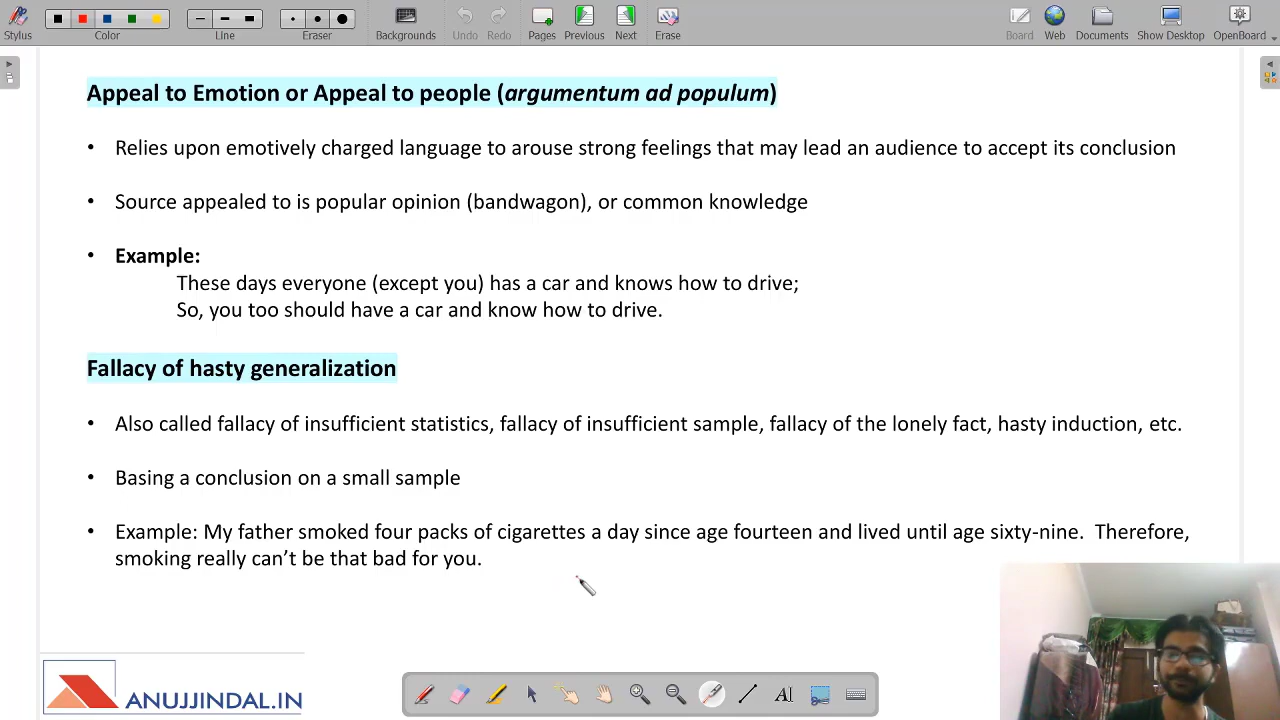 Stylus
Color
Line
Eraser
Backgrounds
Undo
Redo
Pages
Previous
Next
Erase
Board
Web
Documents
Show Desktop
OpenBoard
Appeal to Emotion or Appeal to people (argumentum ad populum)
• Relies upon emotively charged language to arouse strong feelings that may lead an audience to accept its conclusion
• Source appealed to is popular opinion (bandwagon), or common knowledge
• Example:
These days everyone (except you) has a car and knows how to drive;
So, you too should have a car and know how to drive.
Fallacy of hasty generalization
• Also called fallacy of insufficient statistics, fallacy of insufficient sample, fallacy of the lonely fact, hasty induction, etc.
• Basing a conclusion on a small sample
• Example: My father smoked four packs of cigarettes a day since age fourteen and lived until age sixty-nine.  Therefore,
smoking really can’t be that bad for you.
ANUJJINDAL.IN
AI